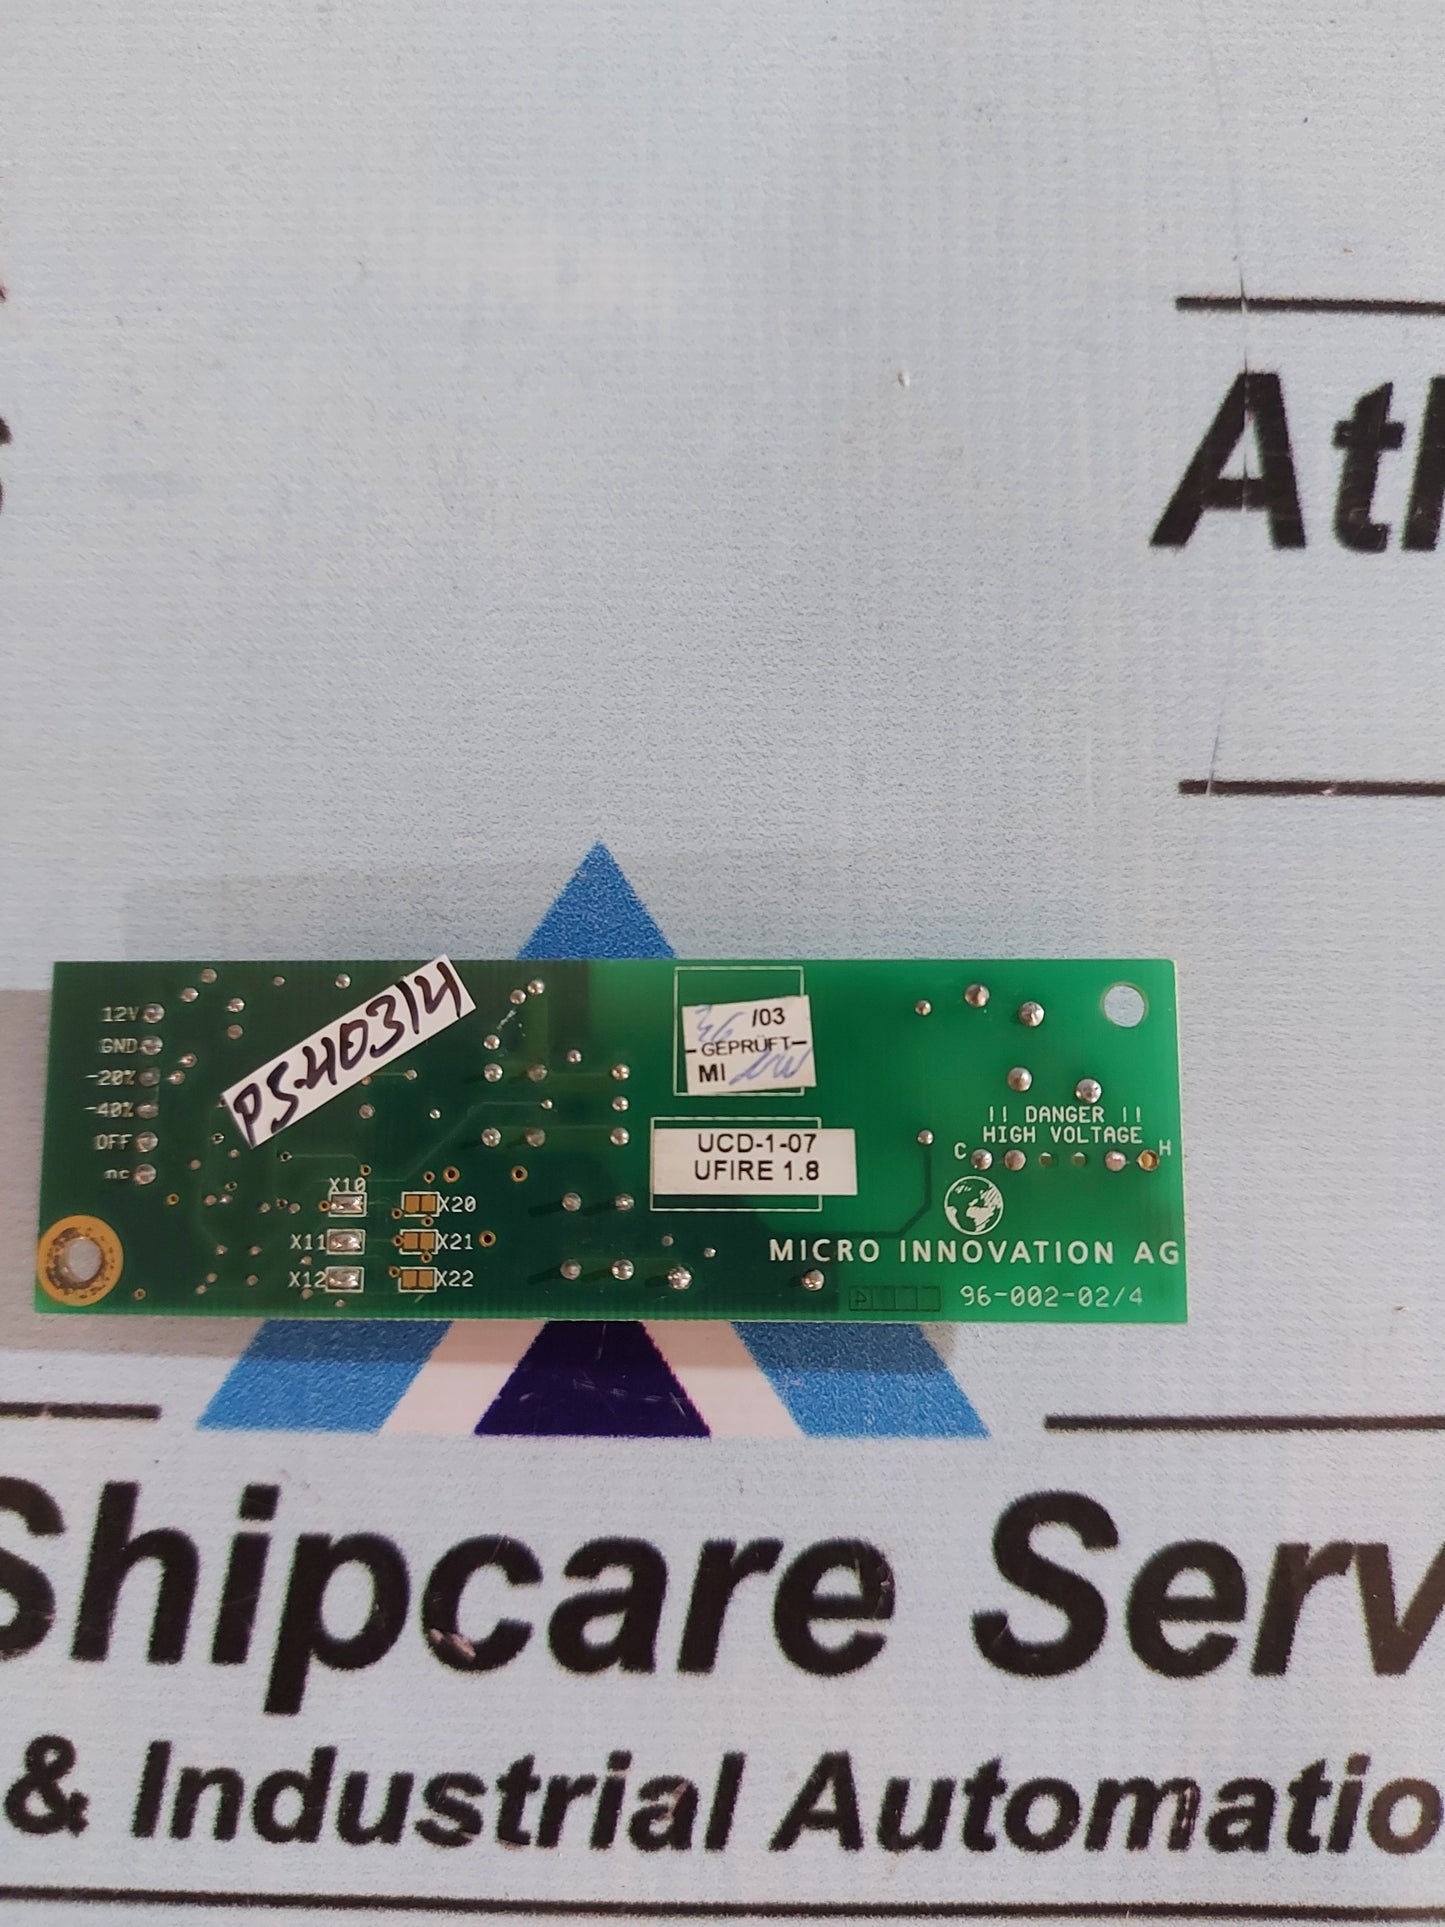 Atl
12V
GND
-20%
-40%
OFF
nc
PS-40314
/03
GEPRÜFT
MI
UCD-1-07
UFIRE 1.8
!! DANGER !!
HIGH VOLTAGE
C H
X10
X11
X12
X20
X21
X22
MICRO INNOVATION AG
96-002-02/4
Shipcare Serv
& Industrial Automatio